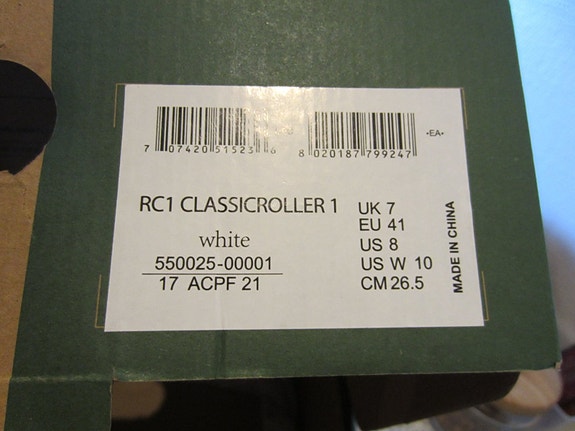 7 07420 51523 6
8 020187 799247
-EA-
RC1 CLASSICROLLER 1
white
550025-00001
17 ACPF 21
UK 7
EU 41
US 8
US W 10
CM 26.5
MADE IN CHINA